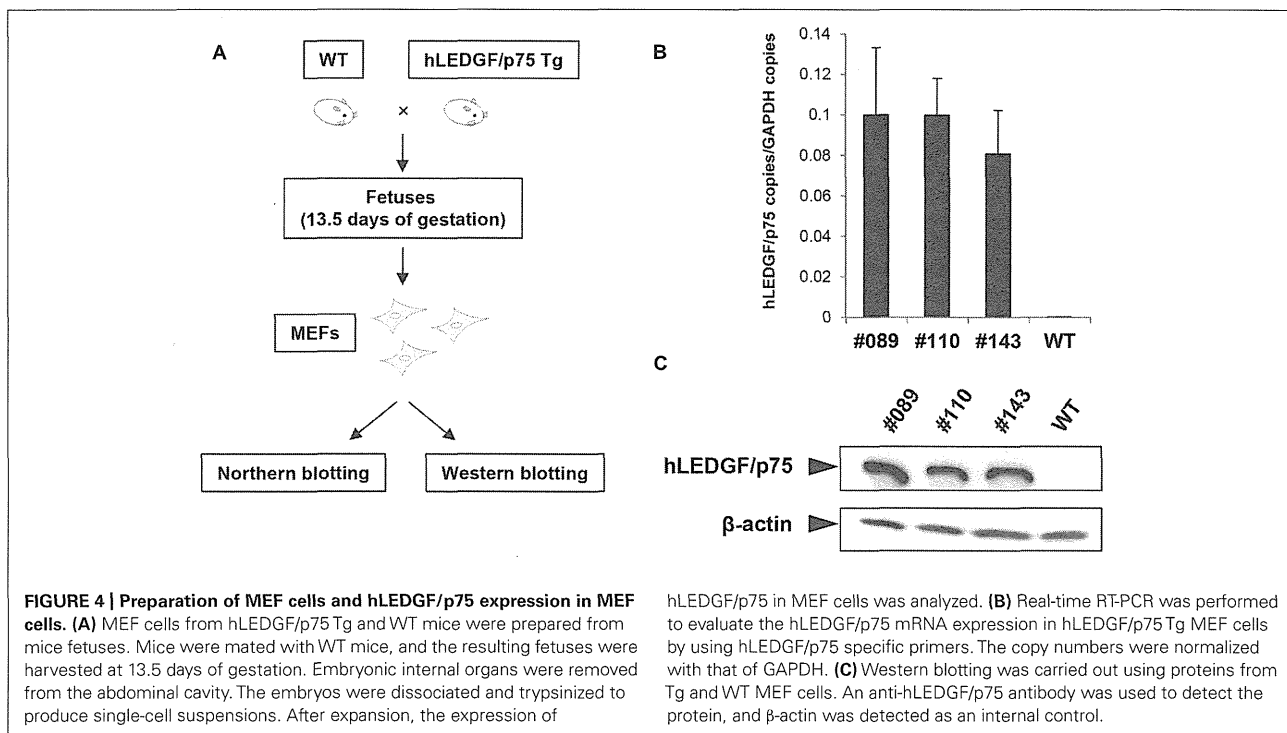 A
WT
hLEDGF/p75 Tg
×
Fetuses
(13.5 days of gestation)
MEFs
Northern blotting
Western blotting
B
hLEDGF/p75 copies/GAPDH copies
0.14
0.12
0.1
0.08
0.06
0.04
0.02
0
#089 #110 #143 WT
C
#089 #110 #143 WT
hLEDGF/p75
β-actin
FIGURE 4 | Preparation of MEF cells and hLEDGF/p75 expression in MEF
cells. (A) MEF cells from hLEDGF/p75 Tg and WT mice were prepared from
mice fetuses. Mice were mated with WT mice, and the resulting fetuses were
harvested at 13.5 days of gestation. Embryonic internal organs were removed
from the abdominal cavity. The embryos were dissociated and trypsinized to
produce single-cell suspensions. After expansion, the expression of
hLEDGF/p75 in MEF cells was analyzed. (B) Real-time RT-PCR was performed
to evaluate the hLEDGF/p75 mRNA expression in hLEDGF/p75 Tg MEF cells
by using hLEDGF/p75 specific primers. The copy numbers were normalized
with that of GAPDH. (C) Western blotting was carried out using proteins from
Tg and WT MEF cells. An anti-hLEDGF/p75 antibody was used to detect the
protein, and β-actin was detected as an internal control.